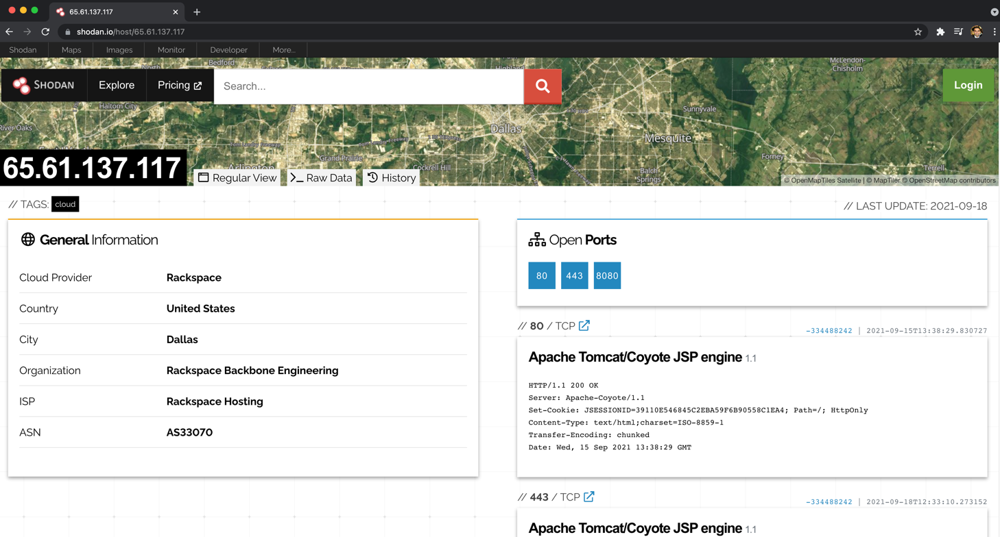 65.61.137.117
shodan.io/host/65.61.137.117
Shodan Maps Images Monitor Developer More...
Bedford
McLendon-Chisholm
SHODAN Explore Pricing Search... Login
Haltom City
Sunnyvale
River Oaks
Dallas
Mesquite
Tom Landry Freeway
Grand Prairie
Forney
Arlington
Cockrell Hill
Balch Springs
Terrell
65.61.137.117
Regular View Raw Data History
© OpenMapTiles Satellite | © MapTiler © OpenStreetMap contributors
// TAGS: cloud
// LAST UPDATE: 2021-09-18
General Information
Cloud Provider Rackspace
Country United States
City Dallas
Organization Rackspace Backbone Engineering
ISP Rackspace Hosting
ASN AS33070
Open Ports
80 443 8080
// 80 / TCP
-334488242 | 2021-09-15T13:38:29.830727
Apache Tomcat/Coyote JSP engine 1.1
HTTP/1.1 200 OK
Server: Apache-Coyote/1.1
Set-Cookie: JSESSIONID=39110E546845C2EBA59F6B90558C1EA4; Path=/; HttpOnly
Content-Type: text/html;charset=ISO-8859-1
Transfer-Encoding: chunked
Date: Wed, 15 Sep 2021 13:38:29 GMT
// 443 / TCP
-334488242 | 2021-09-18T12:33:10.273152
Apache Tomcat/Coyote JSP engine 1.1